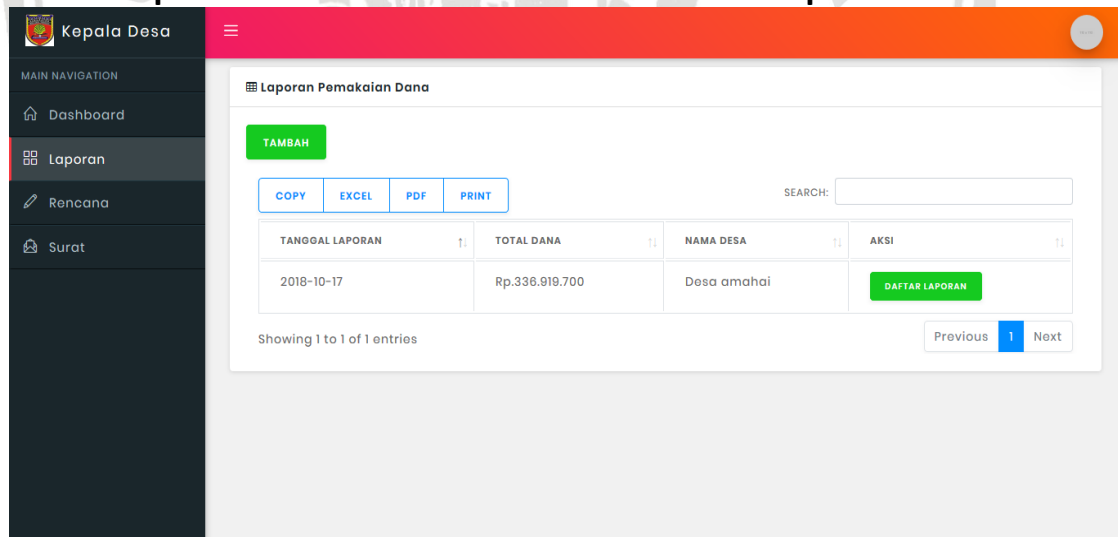 Kepala Desa
MAIN NAVIGATION
Dashboard
Laporan
Rencana
Surat
Laporan Pemakaian Dana
TAMBAH
COPY EXCEL PDF PRINT
SEARCH:
TANGGAL LAPORAN TOTAL DANA NAMA DESA AKSI
2018-10-17 Rp.336.919.700 Desa amahai DAFTAR LAPORAN
Showing 1 to 1 of 1 entries
Previous 1 Next